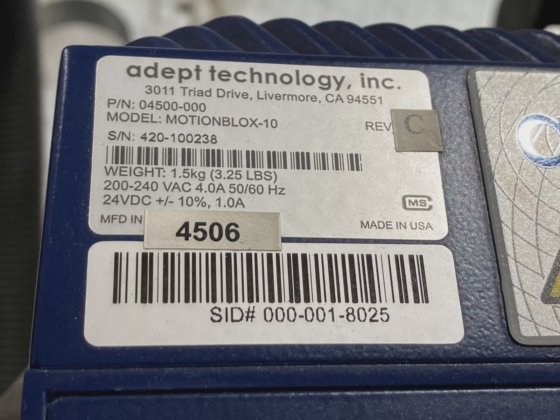 adept technology, inc.
3011 Triad Drive, Livermore, CA 94551
P/N: 04500-000
MODEL: MOTIONBLOX-10 REV C
S/N: 420-100238
WEIGHT: 1.5kg (3.25 LBS)
200-240 VAC 4.0A 50/60 Hz
24VDC +/- 10%, 1.0A
MS
MFD IN 4506 MADE IN USA
SID# 000-001-8025